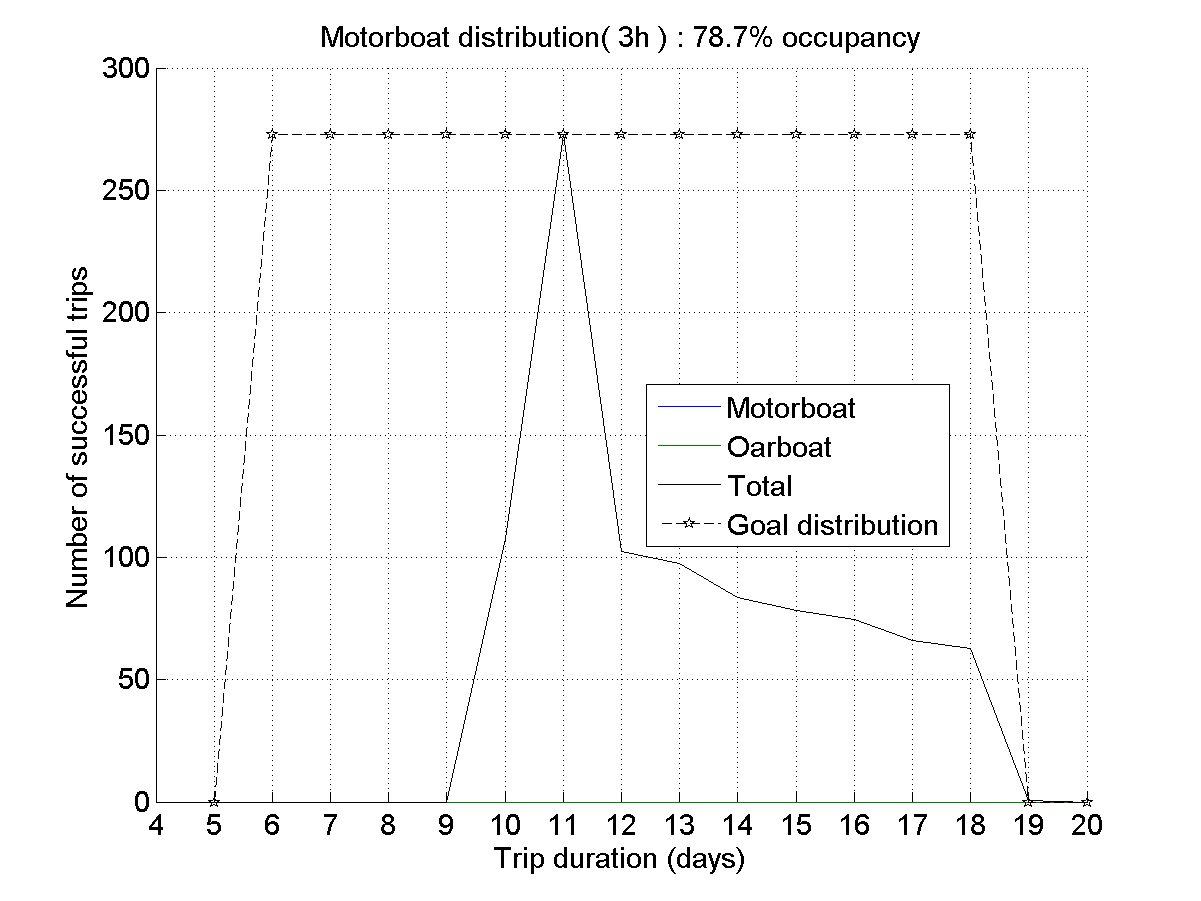 Motorboat distribution( 3h ) : 78.7% occupancy
300
250
200
150
100
50
0
Number of successful trips
Motorboat
Oarboat
Total
Goal distribution
4 5 6 7 8 9 10 11 12 13 14 15 16 17 18 19 20
Trip duration (days)